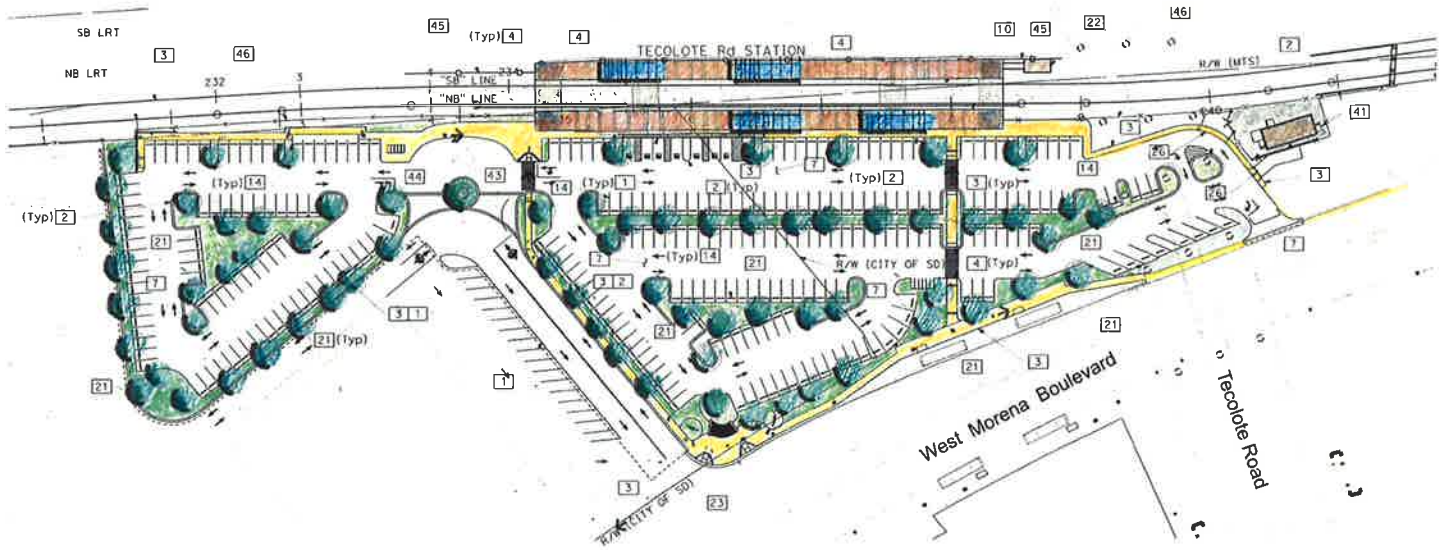 SB LRT
NB LRT
3
46
45
(Typ) 4
4
TECOLOTE Rd STATION
4
10
45
22
46
2
R/W (MTS)
41
232
3
"SB" LINE
234
"NB" LINE
3
3
26
26
7
(Typ) 2
(Typ) 14
44
43
14
(Typ) 1
3
7
2 (Typ)
(Typ) 2
3 (Typ)
14
21
7
7
(Typ) 14
21
R/W (CITY OF SD)
4 (Typ)
21
3 2
7
3 1
21 (Typ)
21
21
21
3
21
1
3
23
R/W (CITY OF SD)
West Morena Boulevard
Tecolote Road